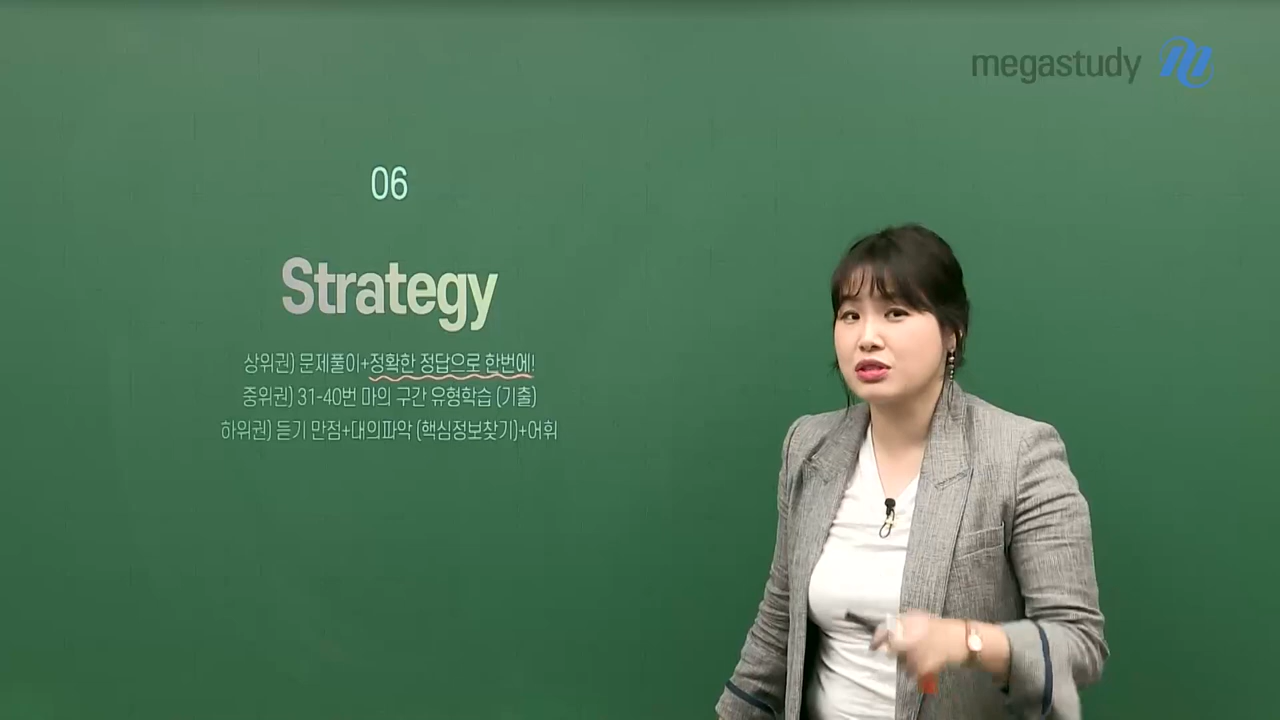 megastudy
06
Strategy
상위권) 문제풀이+정확한 정답으로 한번에!
중위권) 31-40번 마의 구간 유형학습 (기출)
하위권) 듣기 만점+대의파악 (핵심정보찾기)+어휘